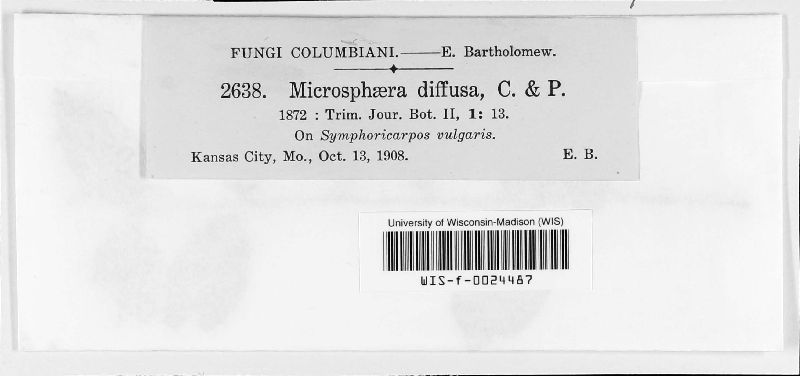 FUNGI COLUMBIANI.——E. Bartholomew.
2638. Microsphæra diffusa, C. & P.
1872 : Trim. Jour. Bot. II, 1: 13.
On Symphoricarpos vulgaris.
Kansas City, Mo., Oct. 13, 1908. E. B.
University of Wisconsin-Madison (WIS)
WIS-f-0024487